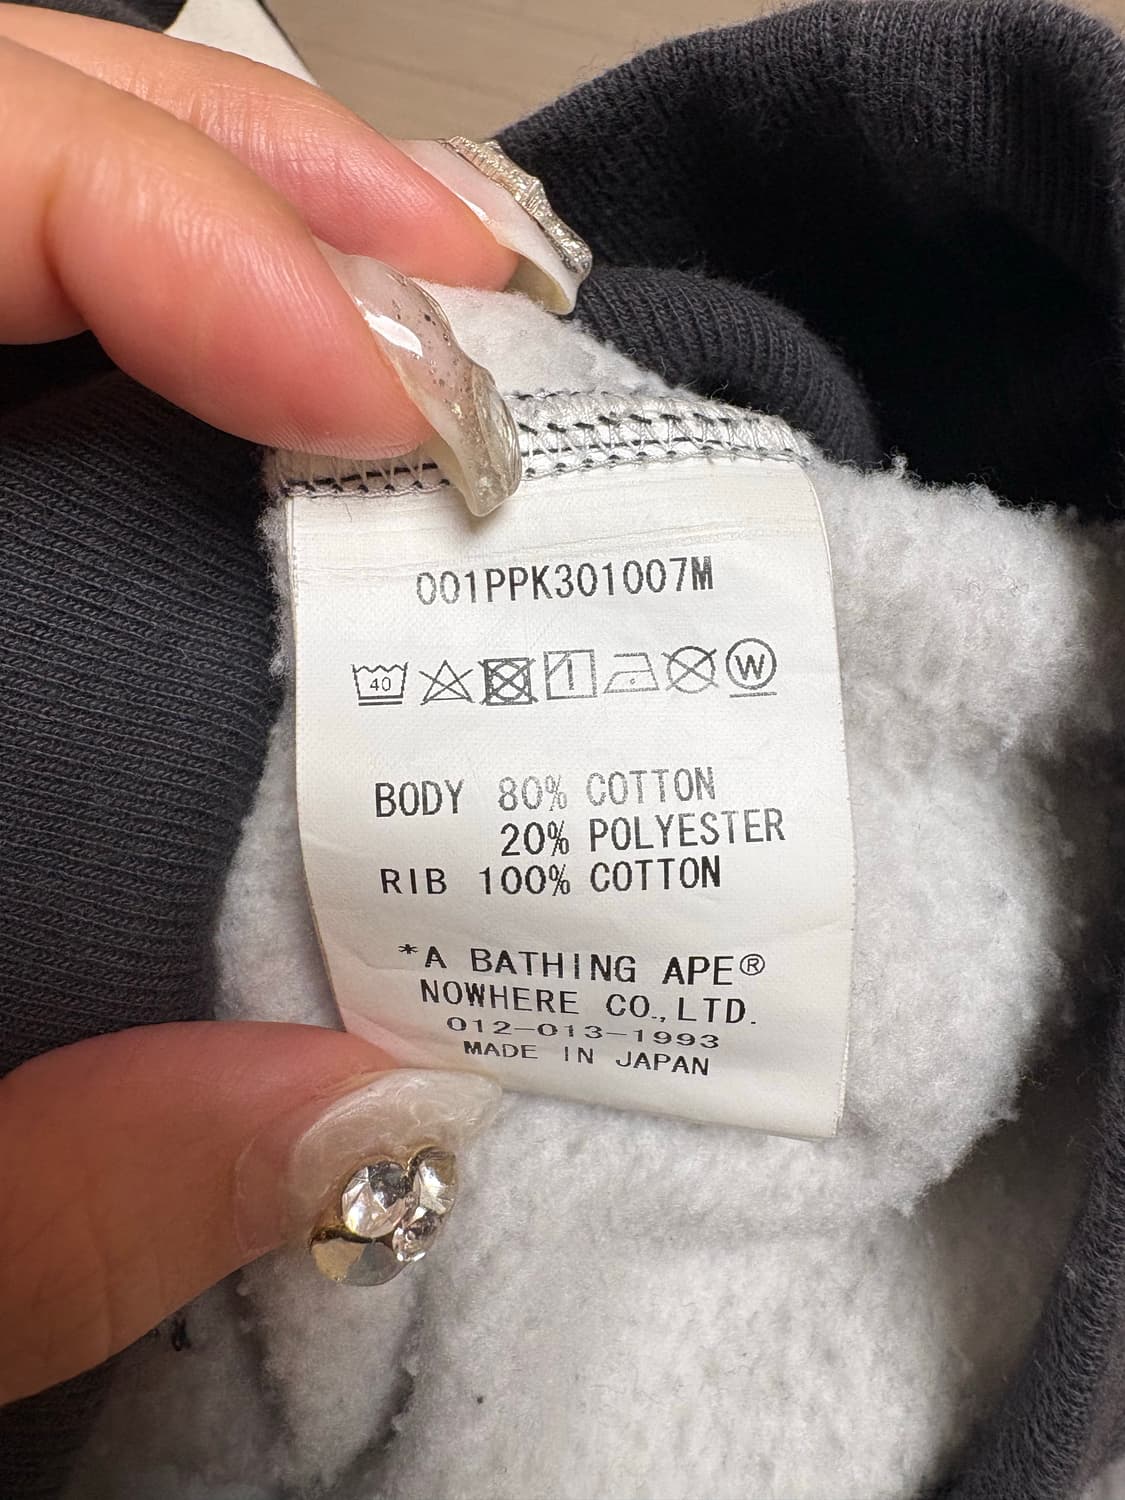 001PPK301007M
40 W
BODY 80% COTTON
20% POLYESTER
RIB 100% COTTON
*A BATHING APE®
NOWHERE CO.,LTD.
012-013-1993
MADE IN JAPAN